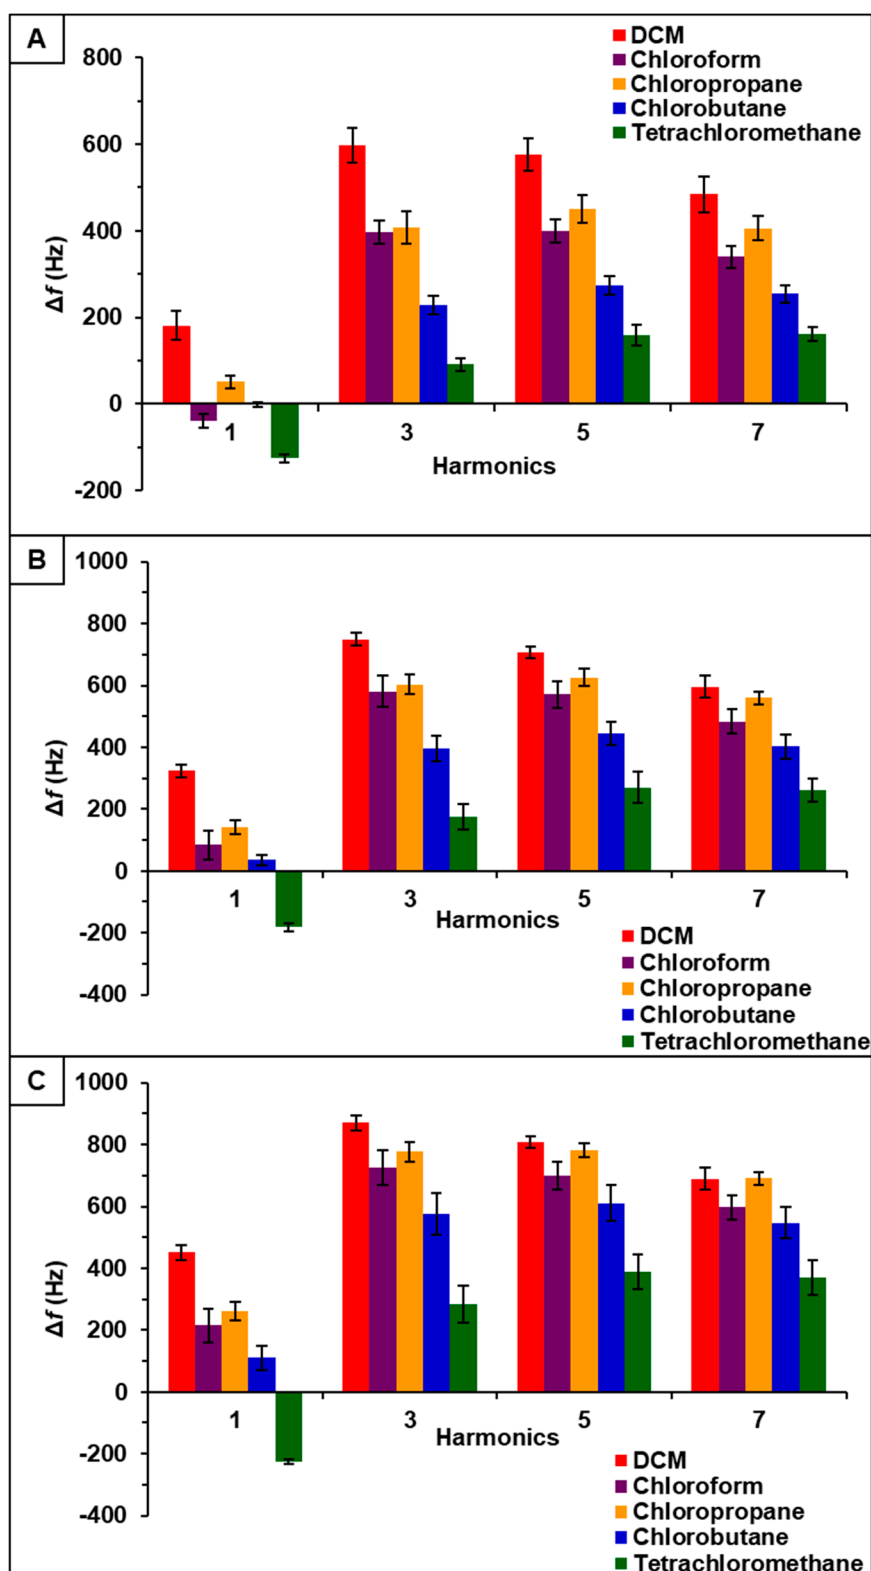 A
DCM
Chloroform
Chloropropane
Chlorobutane
Tetrachloromethane
800
600
400
200
0
-200
Δf (Hz)
1 3 5 7
Harmonics
B
1000
800
600
400
200
0
-200
-400
Δf (Hz)
1 3 5 7
Harmonics
DCM
Chloroform
Chloropropane
Chlorobutane
Tetrachloromethane
C
1000
800
600
400
200
0
-200
-400
Δf (Hz)
1 3 5 7
Harmonics
DCM
Chloroform
Chloropropane
Chlorobutane
Tetrachloromethane